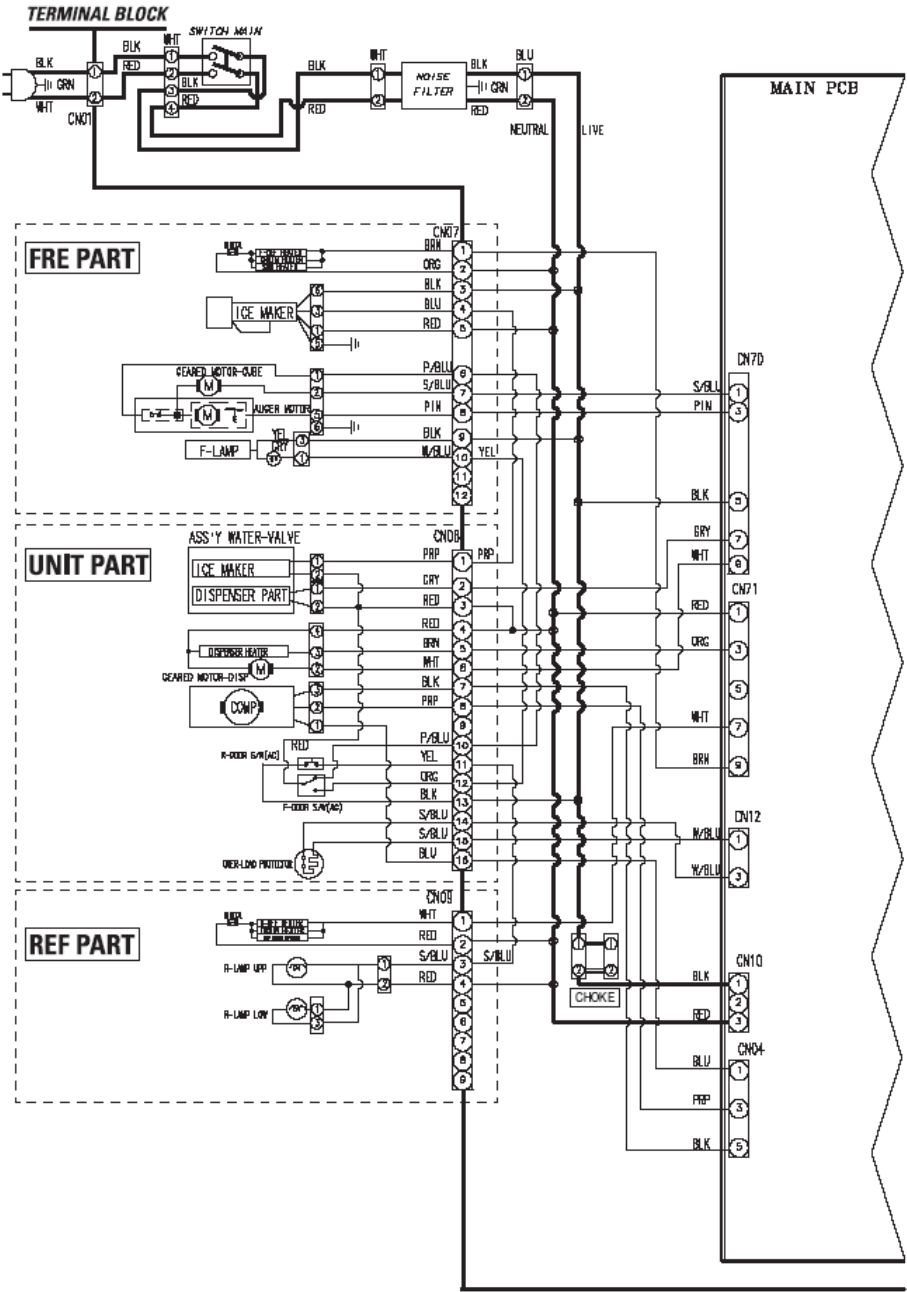 TERMINAL BLOCK
SWITCH MAIN
BLK
WHT
RED
GRN
CN01
BLK
WHT
NOISE FILTER
BLK
GRN
RED
BLU
NEUTRAL
LIVE
MAIN PCB
FRE PART
CN07
BRN
ORG
BLK
BLU
RED
ICE MAKER
P/BLU
S/BLU
PIN
GEARED MOTOR-CUBE
M
AUGER MOTOR
F-LAMP
YEL
GRY
BLK
W/BLU
YEL
CN70
S/BLU
PIN
BLK
GRY
WHT
UNIT PART
ASS'Y WATER-VALVE
ICE MAKER
DISPENSER PART
CN08
PRP
PRP
GRY
RED
RED
BRN
WHT
BLK
PRP
DISPENSER HEATER
GEARED MOTOR-DISP
M
COMP
RED
R-DOOR S/W(AC)
F-DOOR S/W(AC)
P/BLU
YEL
ORG
BLK
S/BLU
S/BLU
BLU
OVER-LOAD PROTECTOR
CN71
RED
ORG
WHT
BRN
CN12
W/BLU
W/BLU
REF PART
CN09
WHT
RED
S/BLU
S/BLU
RED
R-LAMP UPP
R-LAMP LOW
CHOKE
CN10
BLK
RED
CN04
BLU
PRP
BLK